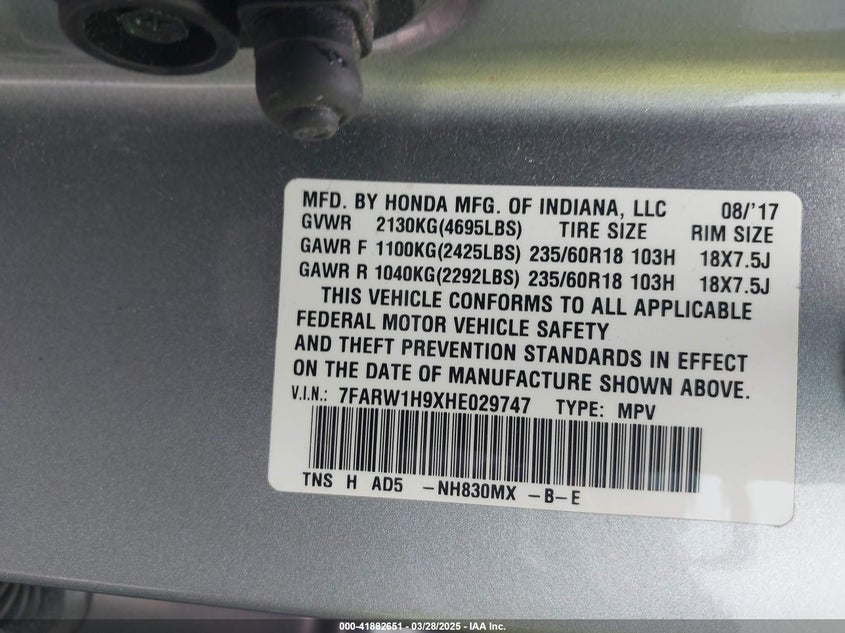 MFD. BY HONDA MFG. OF INDIANA, LLC 08/'17
GVWR 2130KG(4695LBS) TIRE SIZE RIM SIZE
GAWR F 1100KG(2425LBS) 235/60R18 103H 18X7.5J
GAWR R 1040KG(2292LBS) 235/60R18 103H 18X7.5J
THIS VEHICLE CONFORMS TO ALL APPLICABLE
FEDERAL MOTOR VEHICLE SAFETY
AND THEFT PREVENTION STANDARDS IN EFFECT
ON THE DATE OF MANUFACTURE SHOWN ABOVE.
V.I.N.: 7FARW1H9XHE029747 TYPE: MPV
TNS H AD5 -NH830MX -B-E
000-41882651 - 03/28/2025 - IAA Inc.